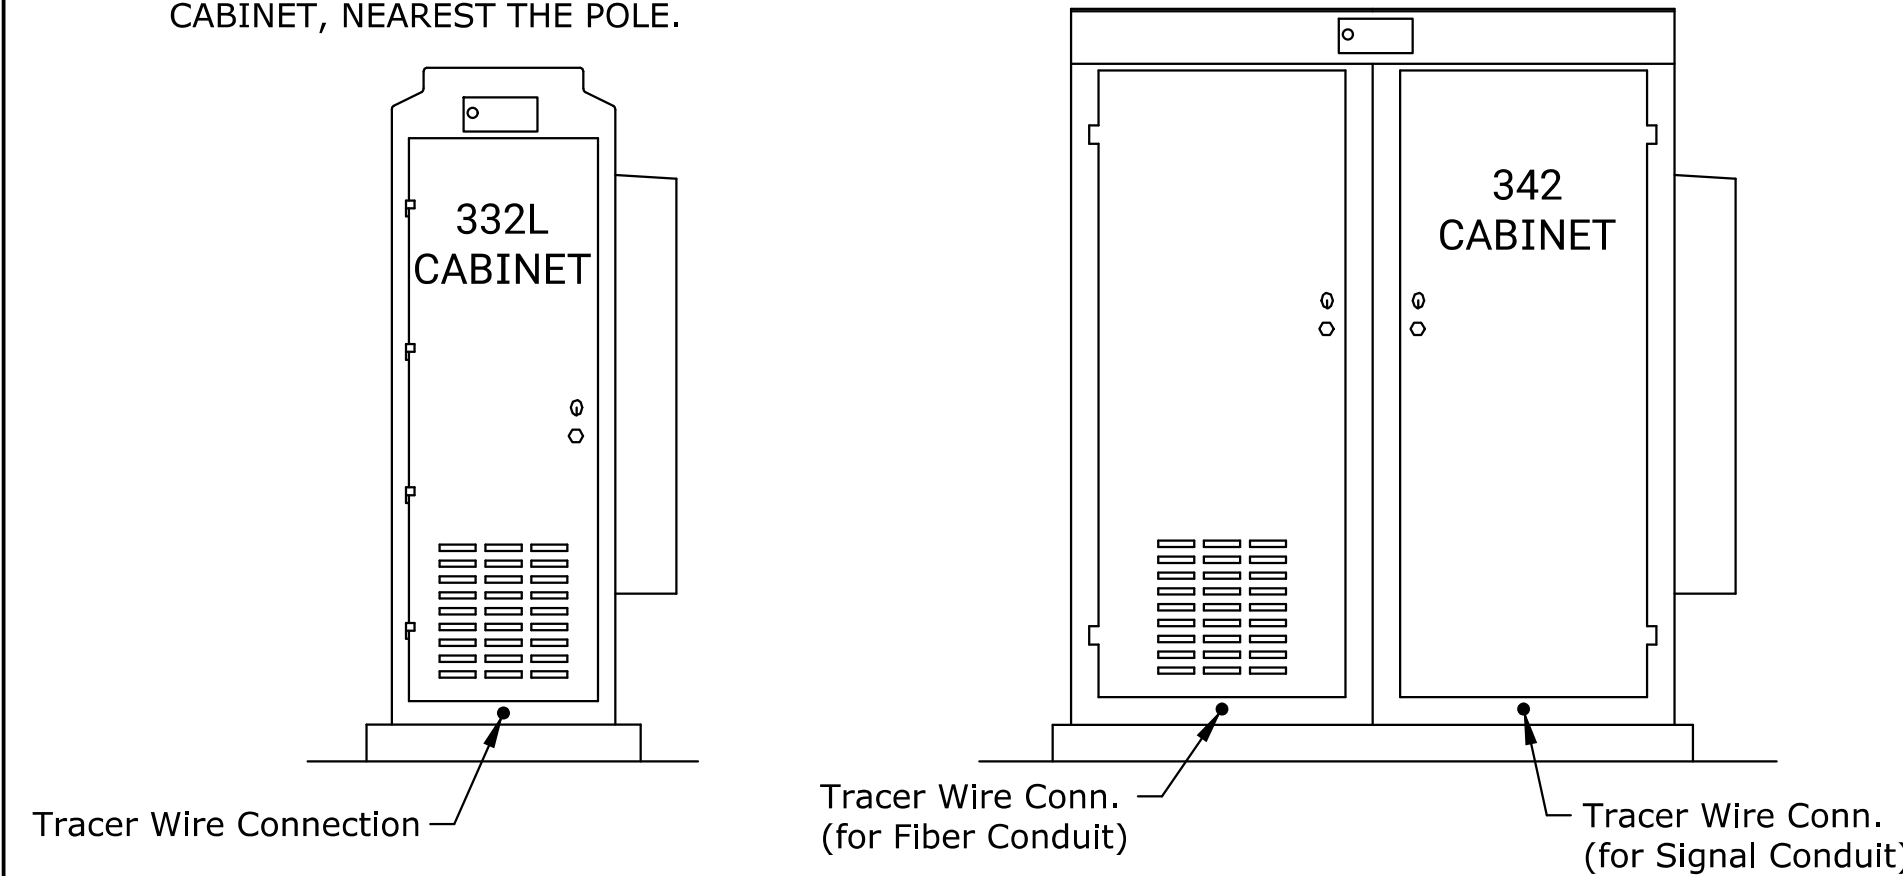 CABINET, NEAREST THE POLE.
332L
CABINET
342
CABINET
Tracer Wire Connection
Tracer Wire Conn.
(for Fiber Conduit)
Tracer Wire Conn.
(for Signal Conduit)